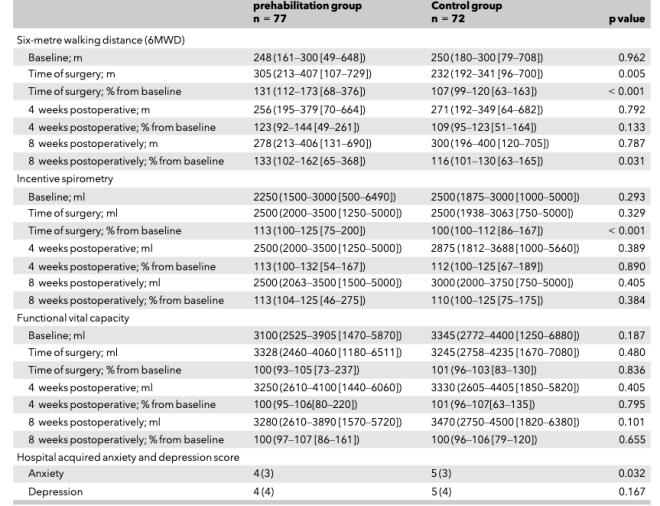 prehabilitation group Control group
n = 77 n = 72 p value
Six-metre walking distance (6MWD)
Baseline; m 248 (161–300 [49–648]) 250 (180–300 [79–708]) 0.962
Time of surgery; m 305 (213–407 [107–729]) 232 (192–341 [96–700]) 0.005
Time of surgery; % from baseline 131 (112–173 [68–376]) 107 (99–120 [63–163]) < 0.001
4 weeks postoperative; m 256 (195–379 [70–664]) 271 (192–349 [64–682]) 0.792
4 weeks postoperative; % from baseline 123 (92–144 [49–261]) 109 (95–123 [51–164]) 0.133
8 weeks postoperatively; m 278 (213–406 [131–690]) 300 (196–400 [120–705]) 0.787
8 weeks postoperatively; % from baseline 133 (102–162 [65–368]) 116 (101–130 [63–165]) 0.031
Incentive spirometry
Baseline; ml 2250 (1500–3000 [500–6490]) 2500 (1875–3000 [1000–5000]) 0.293
Time of surgery; ml 2500 (2000–3500 [1250–5000]) 2500 (1938–3063 [750–5000]) 0.329
Time of surgery; % from baseline 113 (100–125 [75–200]) 100 (100–112 [86–167]) < 0.001
4 weeks postoperative; ml 2500 (2000–3500 [1250–5000]) 2875 (1812–3688 [1000–5660]) 0.389
4 weeks postoperative; % from baseline 113 (100–132 [54–167]) 112 (100–125 [67–189]) 0.890
8 weeks postoperatively; ml 2500 (2063–3500 [1500–5000]) 3000 (2000–3750 [750–5000]) 0.405
8 weeks postoperatively; % from baseline 113 (104–125 [46–275]) 110 (100–125 [75–175]) 0.384
Functional vital capacity
Baseline; ml 3100 (2525–3905 [1470–5870]) 3345 (2772–4400 [1250–6880]) 0.187
Time of surgery; ml 3328 (2460–4060 [1180–6511]) 3245 (2758–4235 [1670–7080]) 0.480
Time of surgery; % from baseline 100 (93–105 [73–237]) 101 (96–103 [83–130]) 0.836
4 weeks postoperative; ml 3250 (2610–4100 [1440–6060]) 3330 (2605–4405 [1850–5820]) 0.405
4 weeks postoperative; % from baseline 100 (95–106[80–220]) 101 (96–107[63–135]) 0.795
8 weeks postoperatively; ml 3280 (2610–3890 [1570–5720]) 3470 (2750–4500 [1820–6380]) 0.101
8 weeks postoperatively; % from baseline 100 (97–107 [86–161]) 100 (96–106 [79–120]) 0.655
Hospital acquired anxiety and depression score
Anxiety 4 (3) 5 (3) 0.032
Depression 4 (4) 5 (4) 0.167